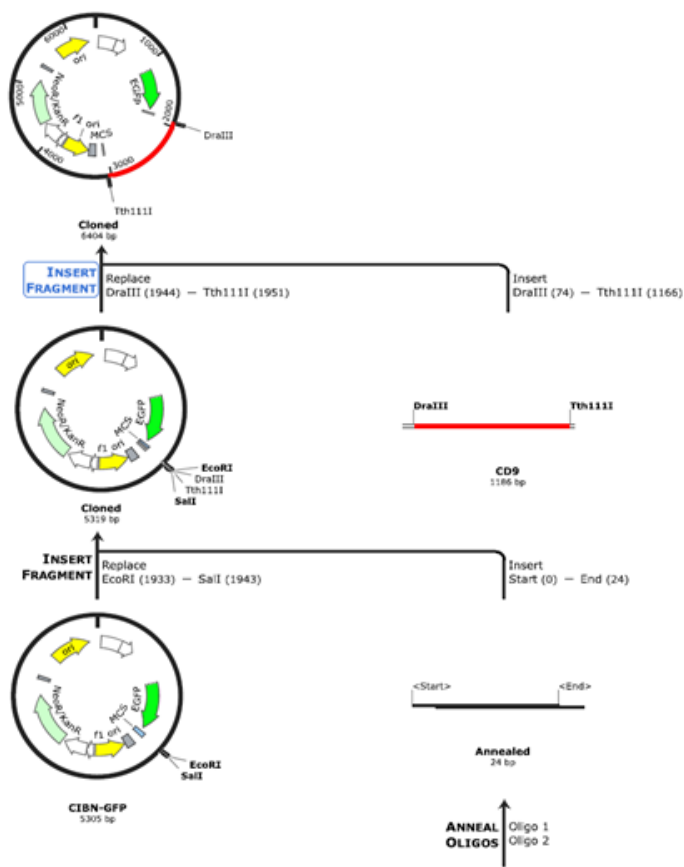 6000
1000
ori
EGFP
5000
NeoR/KanR
2000
f1 ori
MCS
DraIII
4000
3000
Tth111I
Cloned
6404 bp
INSERT
FRAGMENT
Replace
DraIII (1944) — Tth111I (1951)
Insert
DraIII (74) — Tth111I (1166)
ori
NeoR/KanR
EGFP
MCS
f1 ori
EcoRI
DraIII
Tth111I
SalI
Cloned
5319 bp
DraIII
Tth111I
CD9
1186 bp
INSERT
FRAGMENT
Replace
EcoRI (1933) — SalI (1943)
Insert
Start (0) — End (24)
ori
NeoR/KanR
EGFP
MCS
f1 ori
EcoRI
SalI
CIBN-GFP
5305 bp
<Start>
<End>
Annealed
24 bp
ANNEAL
OLIGOS
Oligo 1
Oligo 2